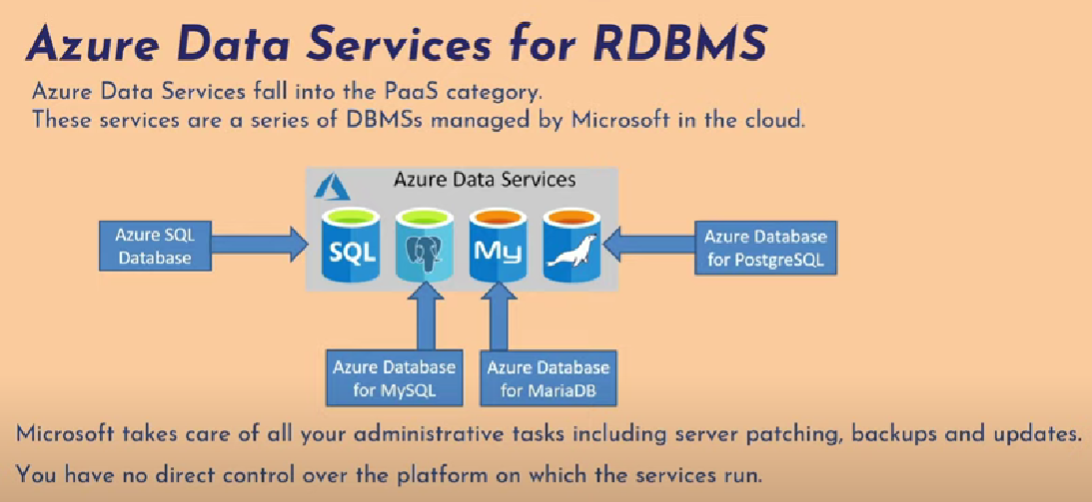 Azure Data Services for RDBMS
Azure Data Services fall into the PaaS category.
These services are a series of DBMSs managed by Microsoft in the cloud.
Azure Data Services
Azure SQL
Database
SQL
My
Azure Database
for PostgreSQL
Azure Database
for MySQL
Azure Database
for MariaDB
Microsoft takes care of all your administrative tasks including server patching, backups and updates.
You have no direct control over the platform on which the services run.